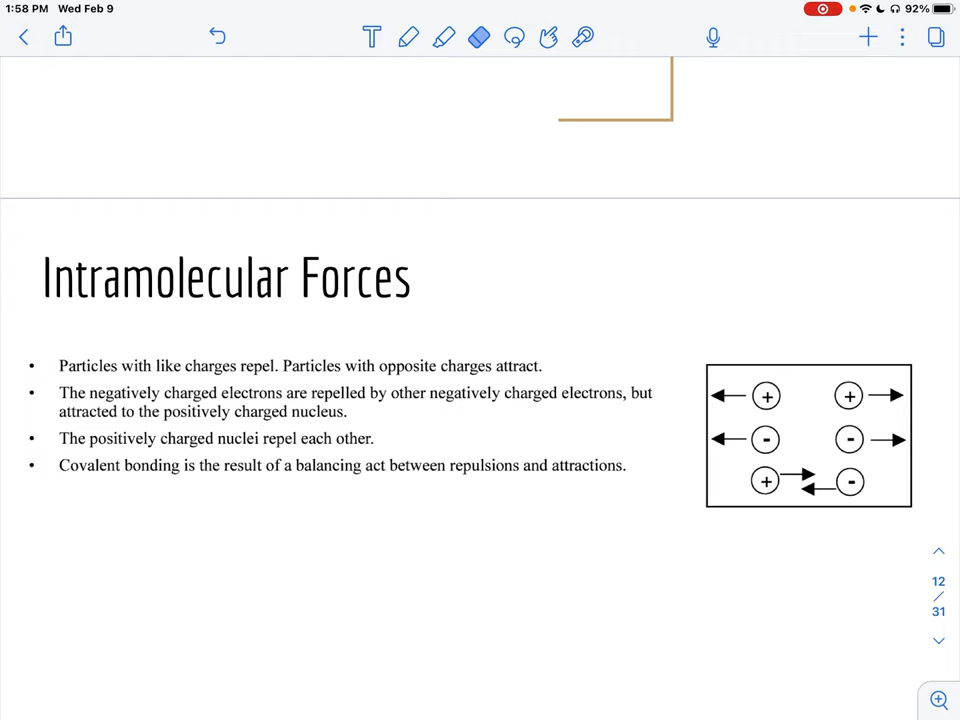 1:58 PM Wed Feb 9
92%
Intramolecular Forces
• Particles with like charges repel. Particles with opposite charges attract.
• The negatively charged electrons are repelled by other negatively charged electrons, but
attracted to the positively charged nucleus.
• The positively charged nuclei repel each other.
• Covalent bonding is the result of a balancing act between repulsions and attractions.
+ +
- -
+ -
12
/
31